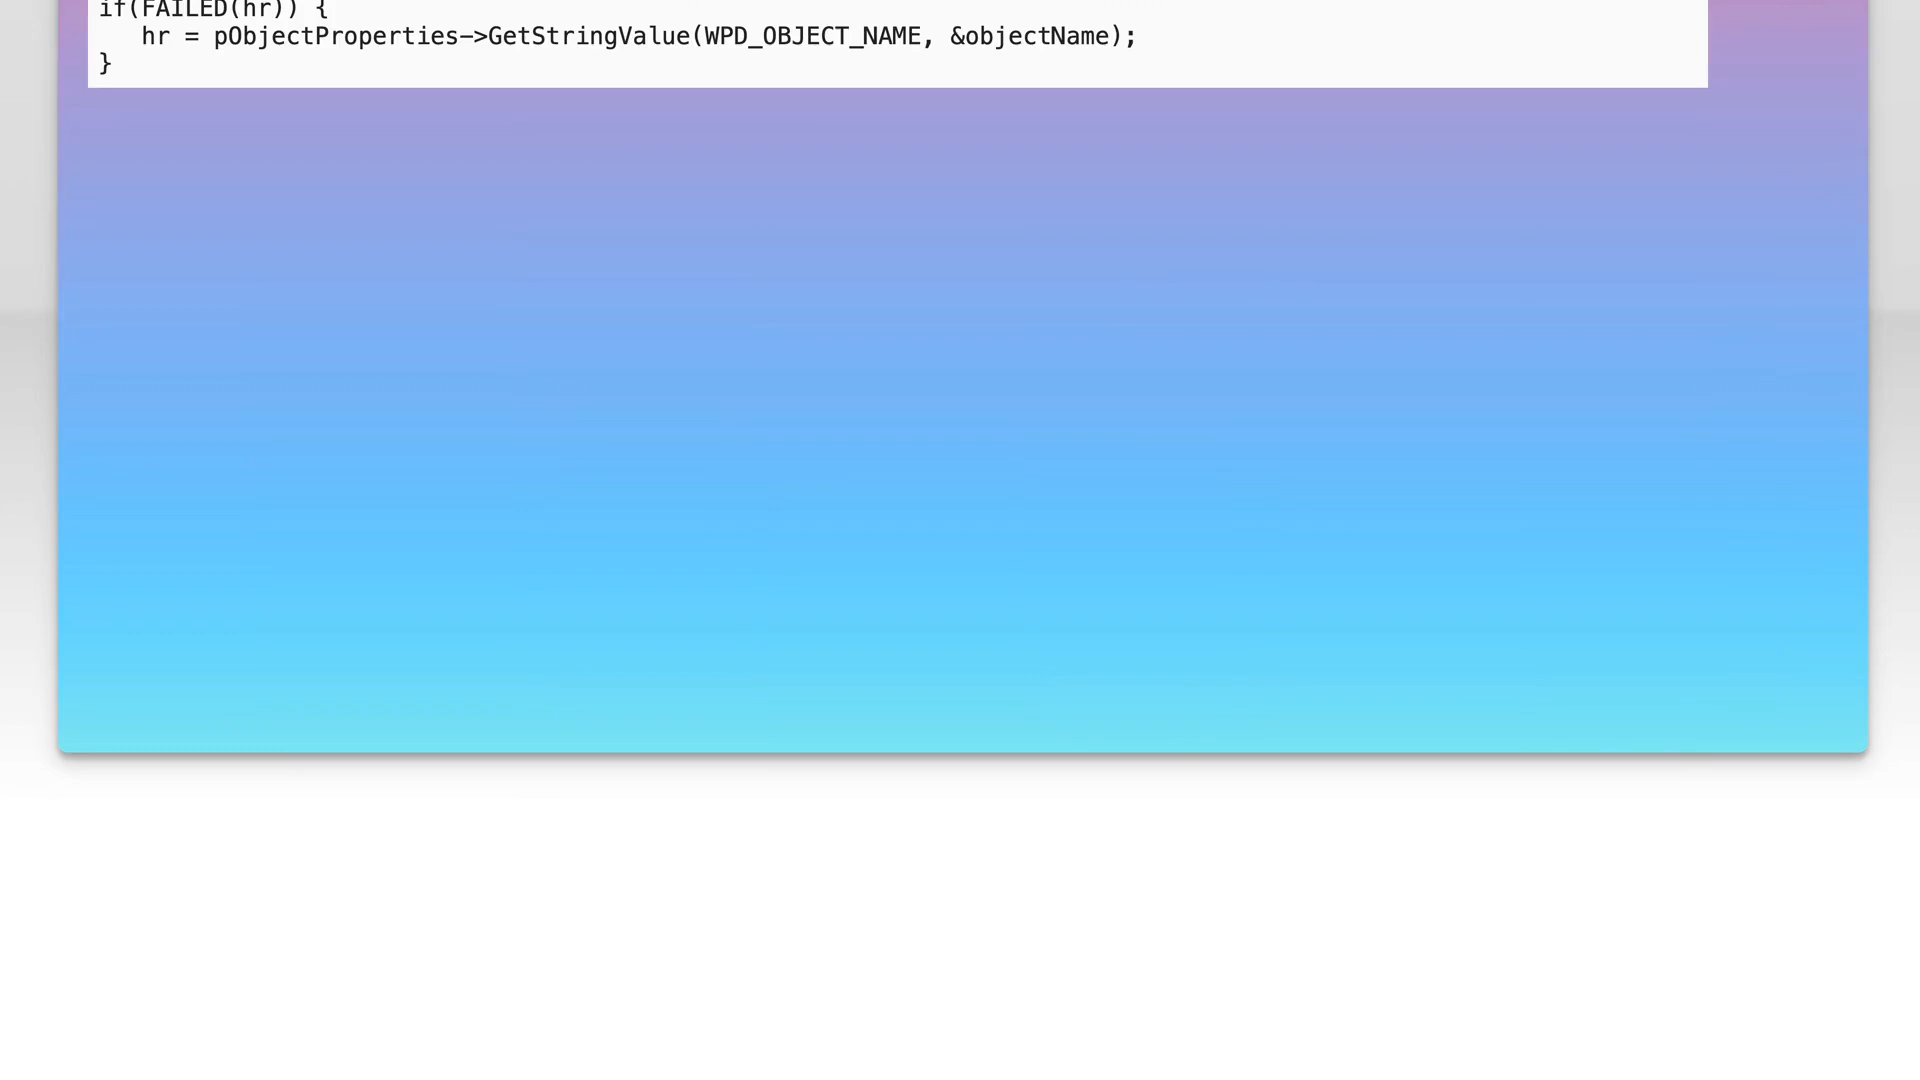 if(FAILED(hr)) {
   hr = pObjectProperties->GetStringValue(WPD_OBJECT_NAME, &objectName);
}